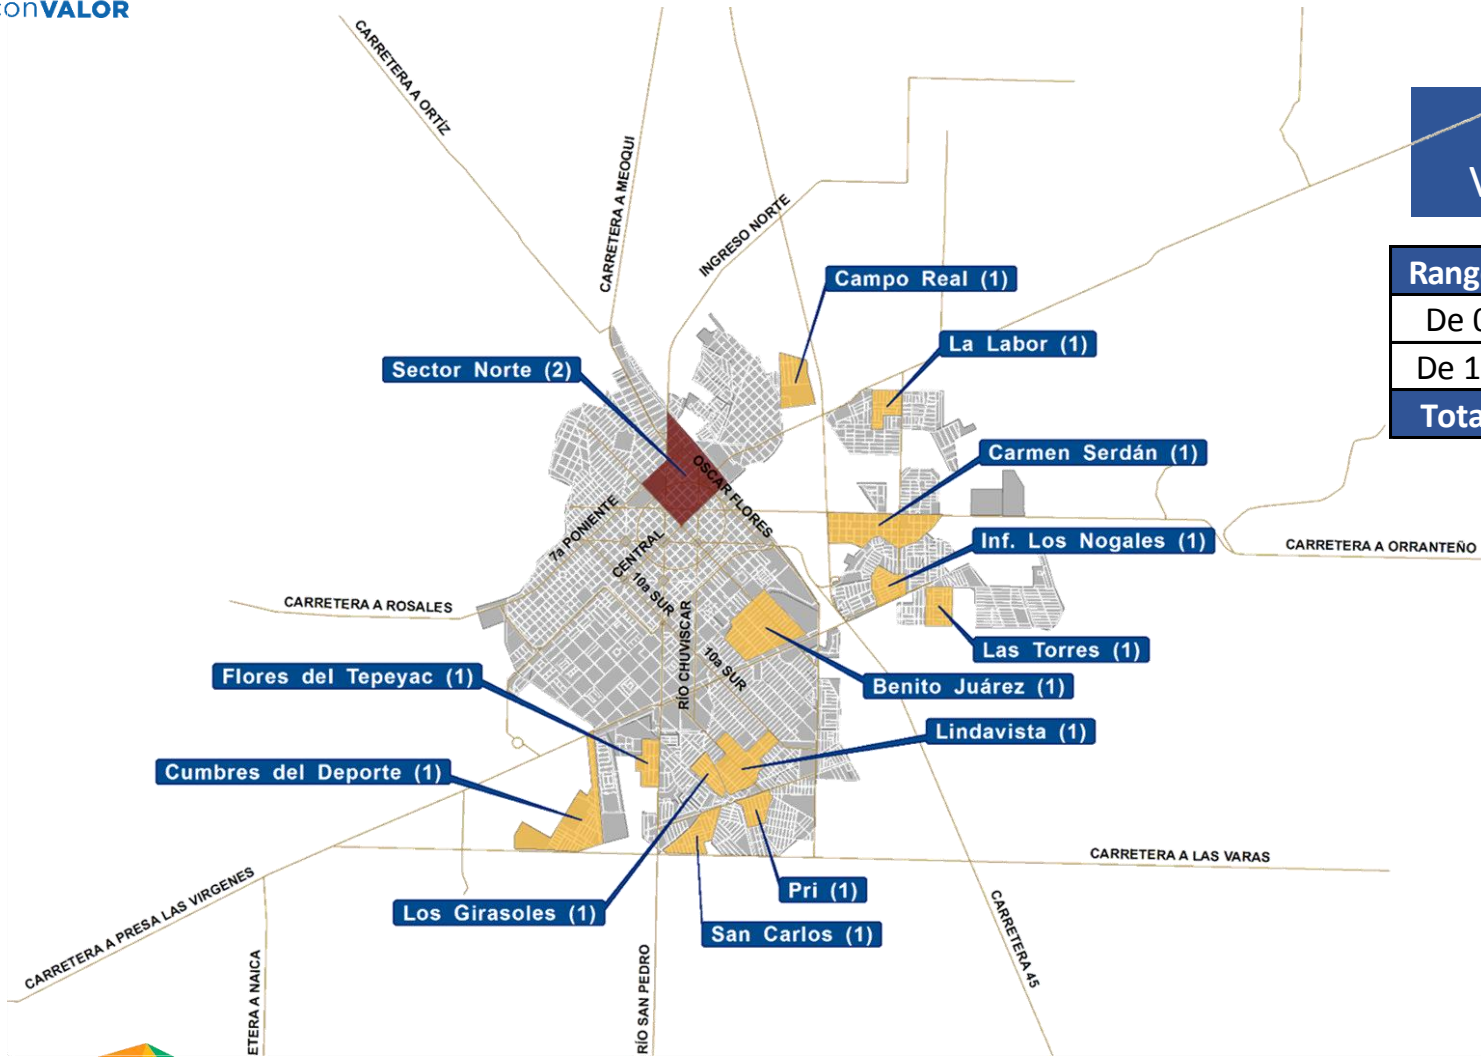 conVALOR
CARRETERA A ORTÍZ
CARRETERA A MEOQUI
INGRESO NORTE
Campo Real (1)
La Labor (1)
Sector Norte (2)
Carmen Serdán (1)
OSCAR FLORES
7a PONIENTE
CENTRAL
10a SUR
Inf. Los Nogales (1)
CARRETERA A ORRANTEÑO
CARRETERA A ROSALES
RÍO CHUVISCAR
10a SUR
Las Torres (1)
Flores del Tepeyac (1)
Benito Juárez (1)
Lindavista (1)
Cumbres del Deporte (1)
CARRETERA A LAS VARAS
Pri (1)
Los Girasoles (1)
San Carlos (1)
CARRETERA A PRESA LAS VIRGENES
ETERA A NAICA
RÍO SAN PEDRO
CARRETERA 45
V
Rang
De 0
De 1
Tota